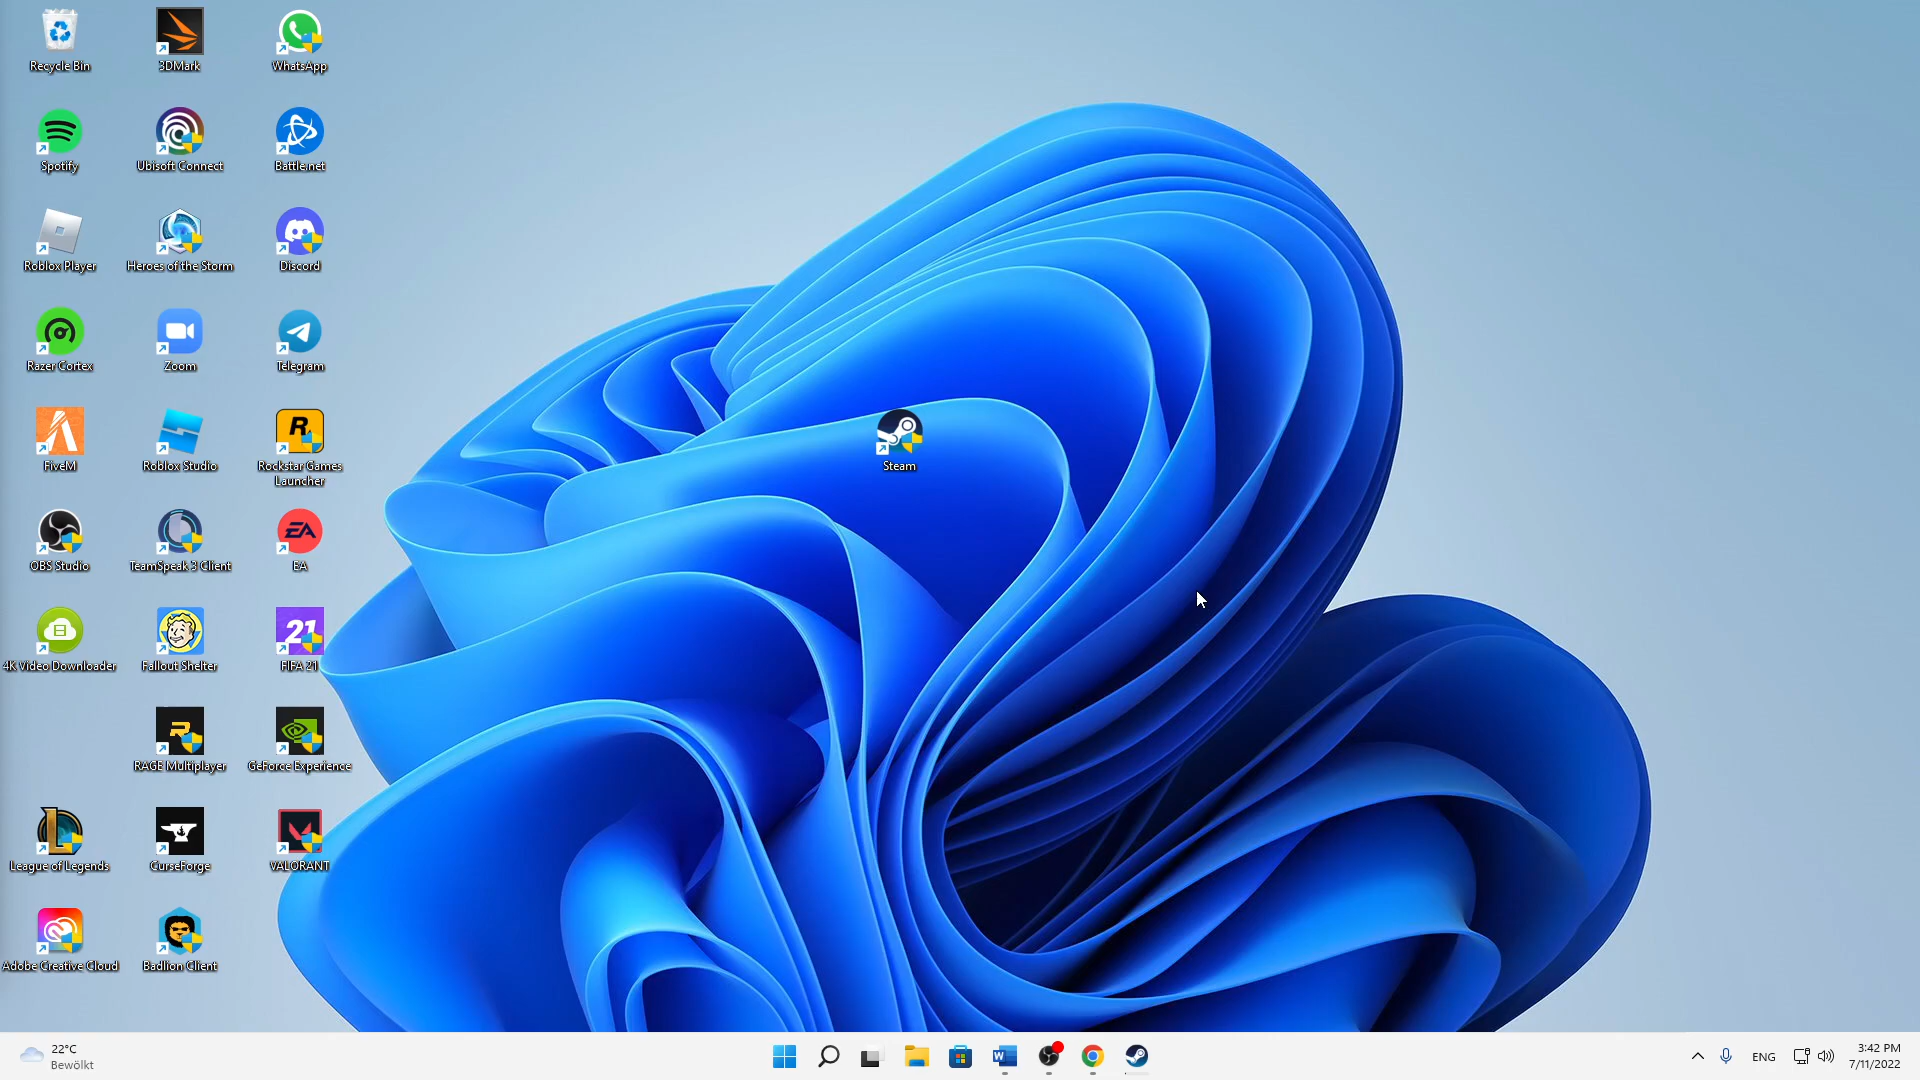 Recycle Bin
3DMark
WhatsApp
Spotify
Ubisoft Connect
Battle.net
Roblox Player
Heroes of the Storm
Discord
Razer Cortex
Zoom
Telegram
FiveM
Roblox Studio
R
Rockstar Games
Launcher
Steam
OBS Studio
TeamSpeak 3 Client
EA
EA
4K Video Downloader
Fallout Shelter
21
FIFA 21
RAGE Multiplayer
GeForce Experience
League of Legends
CurseForge
VALORANT
Adobe Creative Cloud
Badlion Client
22°C
Bewölkt
W
ENG
3:42 PM
7/11/2022